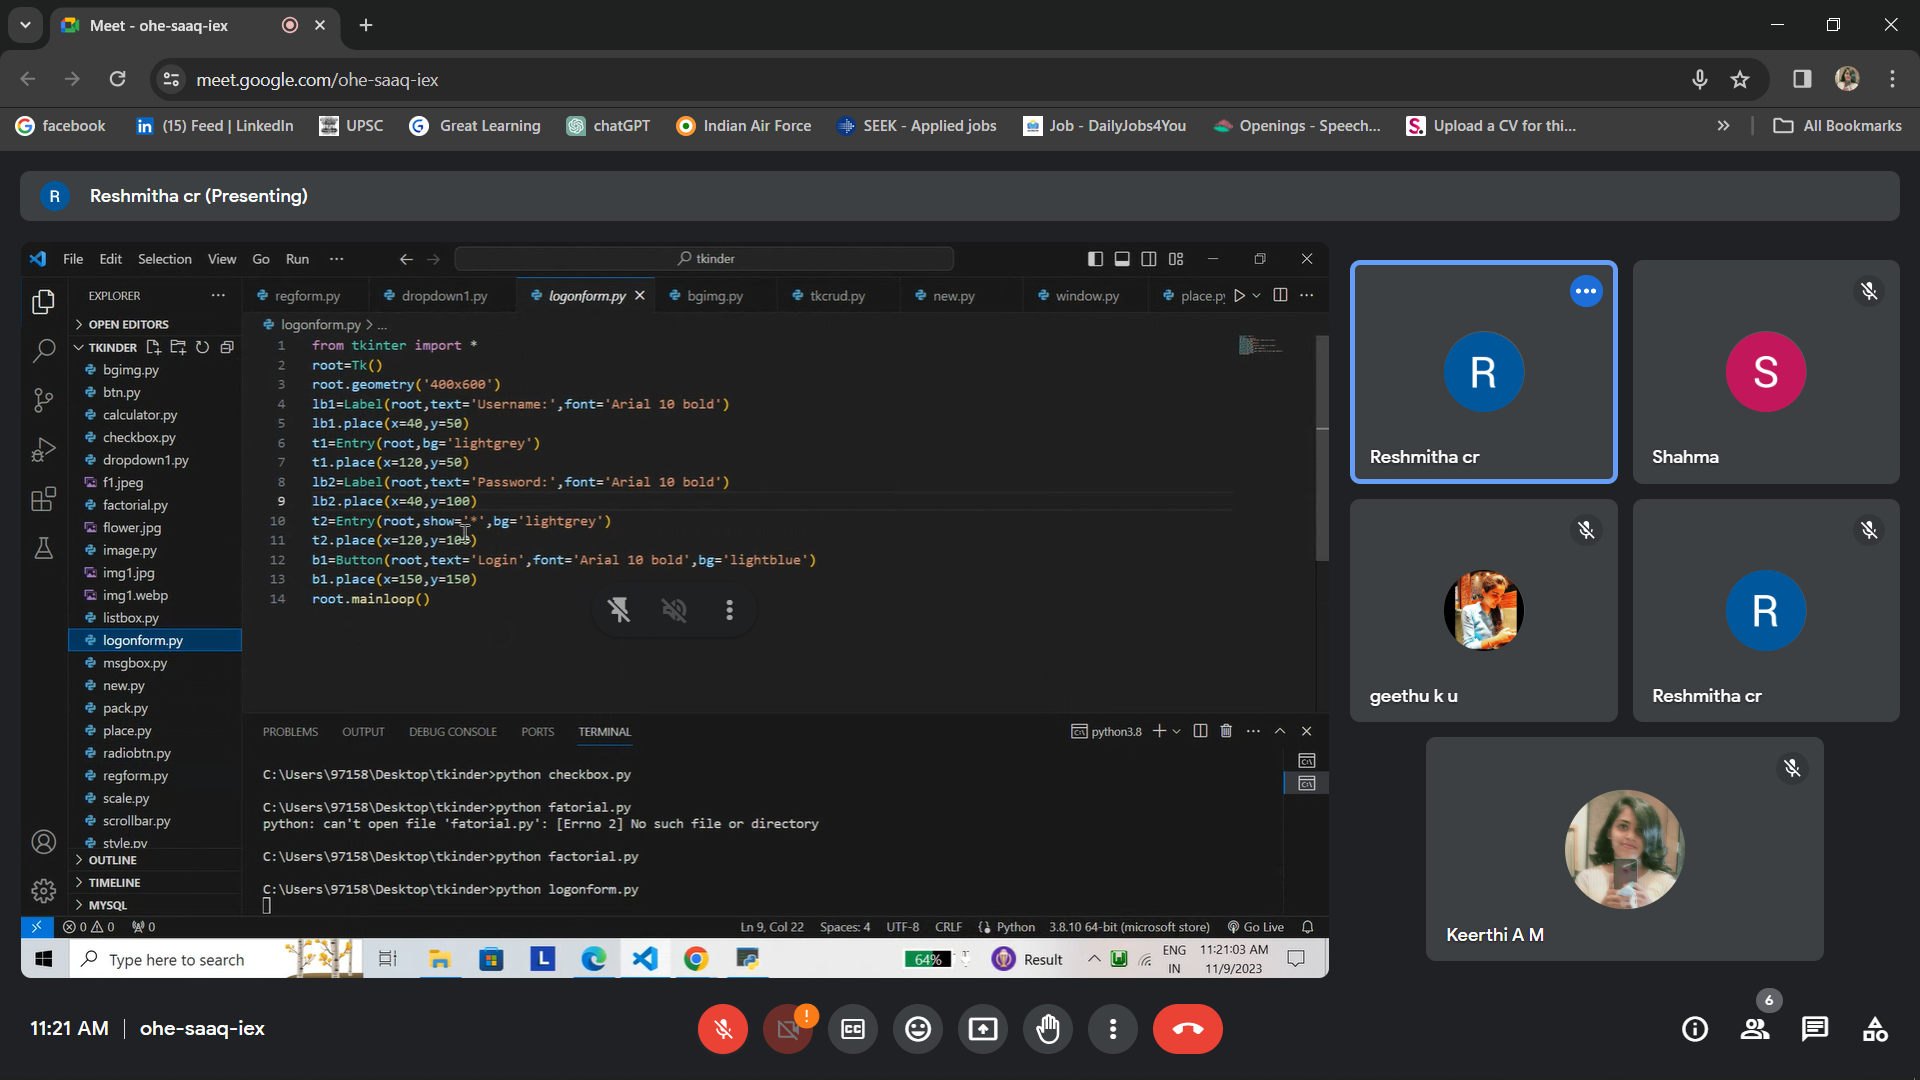 Meet - ohe-saaq-iex
meet.google.com/ohe-saaq-iex
facebook
(15) Feed | LinkedIn
UPSC
Great Learning
chatGPT
Indian Air Force
SEEK - Applied jobs
Job - DailyJobs4You
Openings - Speech...
Upload a CV for thi...
All Bookmarks
R
Reshmitha cr (Presenting)
File Edit Selection View Go Run ...
tkinder
EXPLORER
OPEN EDITORS
TKINDER
bgimg.py
btn.py
calculator.py
checkbox.py
dropdown1.py
f1.jpeg
factorial.py
flower.jpg
image.py
img1.jpg
img1.webp
listbox.py
logonform.py
msgbox.py
new.py
pack.py
place.py
radiobtn.py
regform.py
scale.py
scrollbar.py
style.py
OUTLINE
TIMELINE
MYSQL
regform.py
dropdown1.py
logonform.py
bgimg.py
tkcrud.py
new.py
window.py
place.py
logonform.py > ...
1 from tkinter import *
2 root=Tk()
3 root.geometry('400x600')
4 lb1=Label(root,text='Username:',font='Arial 10 bold')
5 lb1.place(x=40,y=50)
6 t1=Entry(root,bg='lightgrey')
7 t1.place(x=120,y=50)
8 lb2=Label(root,text='Password:',font='Arial 10 bold')
9 lb2.place(x=40,y=100)
10 t2=Entry(root,show='*',bg='lightgrey')
11 t2.place(x=120,y=100)
12 b1=Button(root,text='Login',font='Arial 10 bold',bg='lightblue')
13 b1.place(x=150,y=150)
14 root.mainloop()
PROBLEMS OUTPUT DEBUG CONSOLE PORTS TERMINAL
python3.8
C:\Users\97158\Desktop\tkinder>python checkbox.py
C:\Users\97158\Desktop\tkinder>python fatorial.py
python: can't open file 'fatorial.py': [Errno 2] No such file or directory
C:\Users\97158\Desktop\tkinder>python factorial.py
C:\Users\97158\Desktop\tkinder>python logonform.py
0 0 0
Ln 9, Col 22 Spaces: 4 UTF-8 CRLF Python 3.8.10 64-bit (microsoft store) Go Live
Type here to search
64%
Result
ENG
IN
11:21:03 AM
11/9/2023
R
Reshmitha cr
S
Shahma
geethu k u
R
Reshmitha cr
Keerthi A M
11:21 AM
ohe-saaq-iex
6